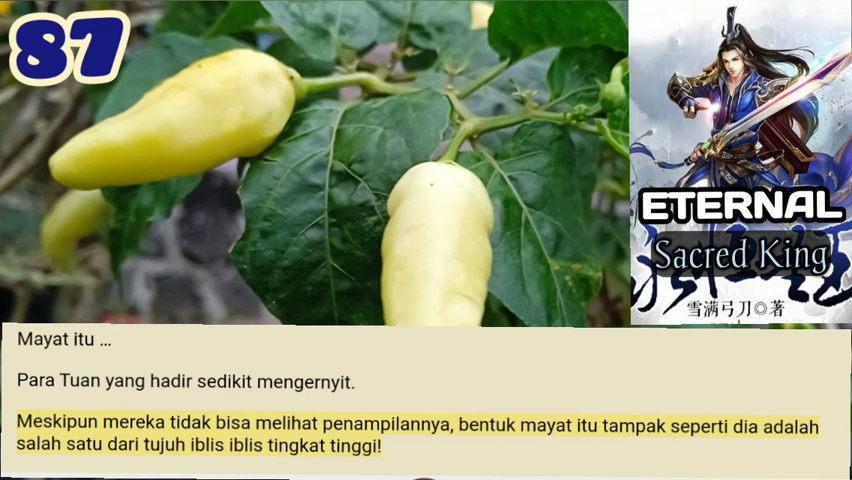 87
ETERNAL
Sacred King
雪满弓刀◎著
Mayat itu ...
Para Tuan yang hadir sedikit mengernyit.
Meskipun mereka tidak bisa melihat penampilannya, bentuk mayat itu tampak seperti dia adalah
salah satu dari tujuh iblis iblis tingkat tinggi!